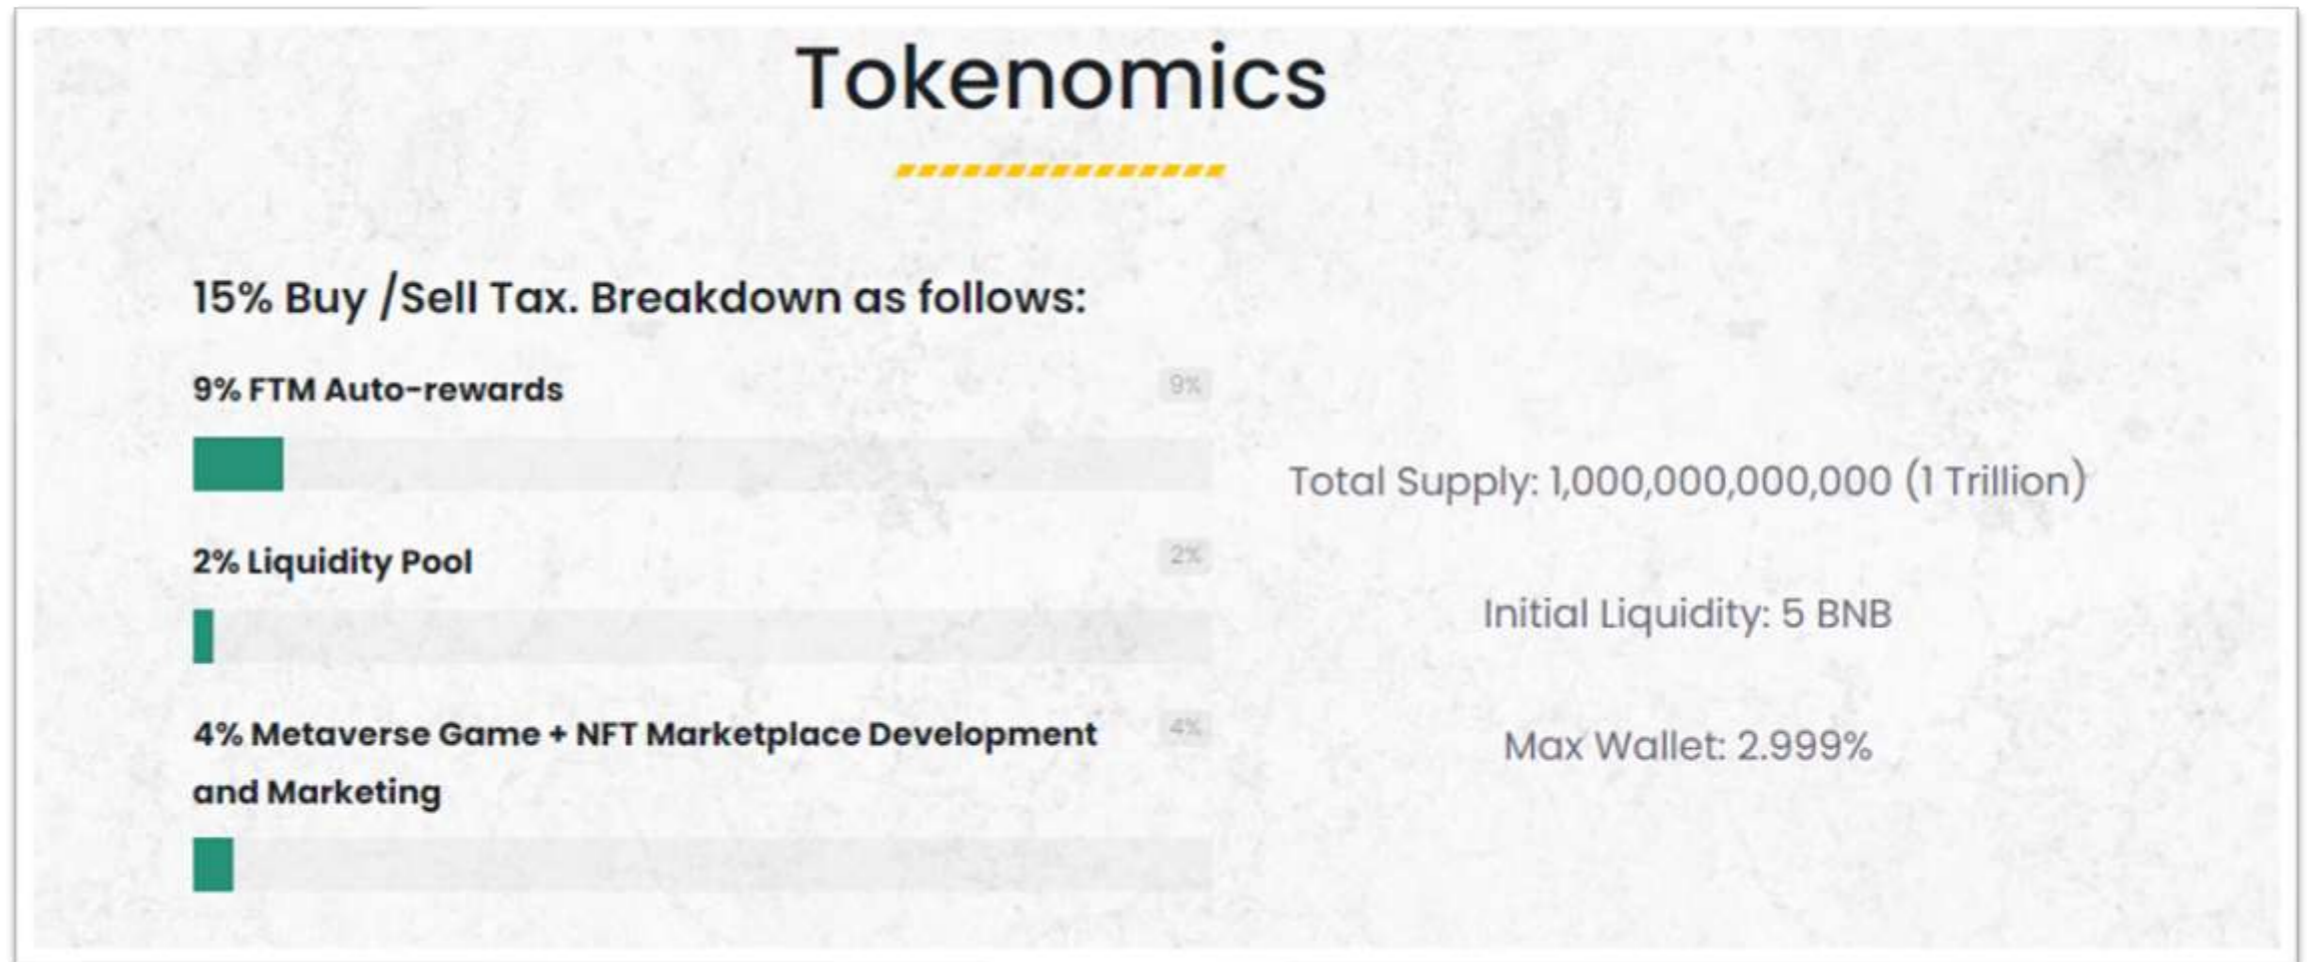 Tokenomics
15% Buy /Sell Tax. Breakdown as follows:
9% FTM Auto-rewards
9%
2% Liquidity Pool
2%
4% Metaverse Game + NFT Marketplace Development
4%
and Marketing
Total Supply: 1,000,000,000,000 (1 Trillion)
Initial Liquidity: 5 BNB
Max Wallet: 2.999%